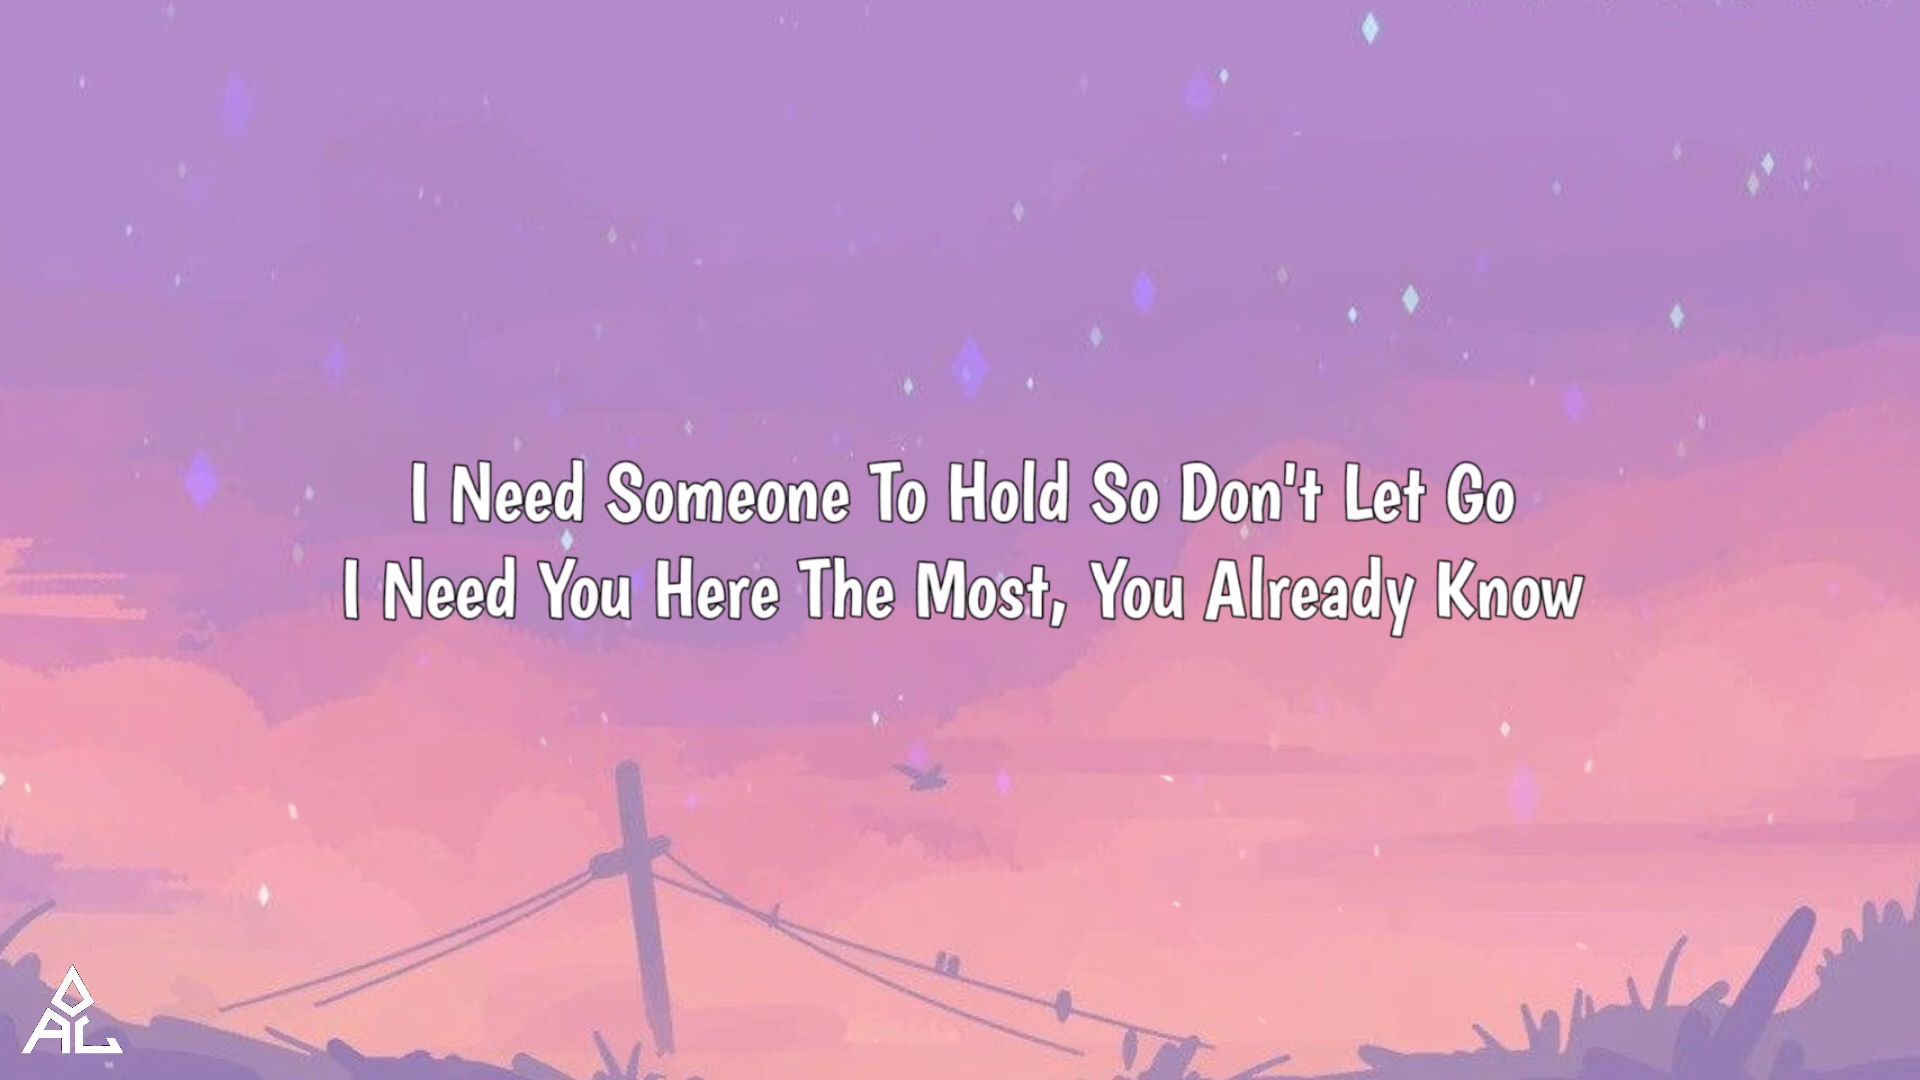 I Need Someone To Hold So Don't Let Go
I Need You Here The Most, You Already Know